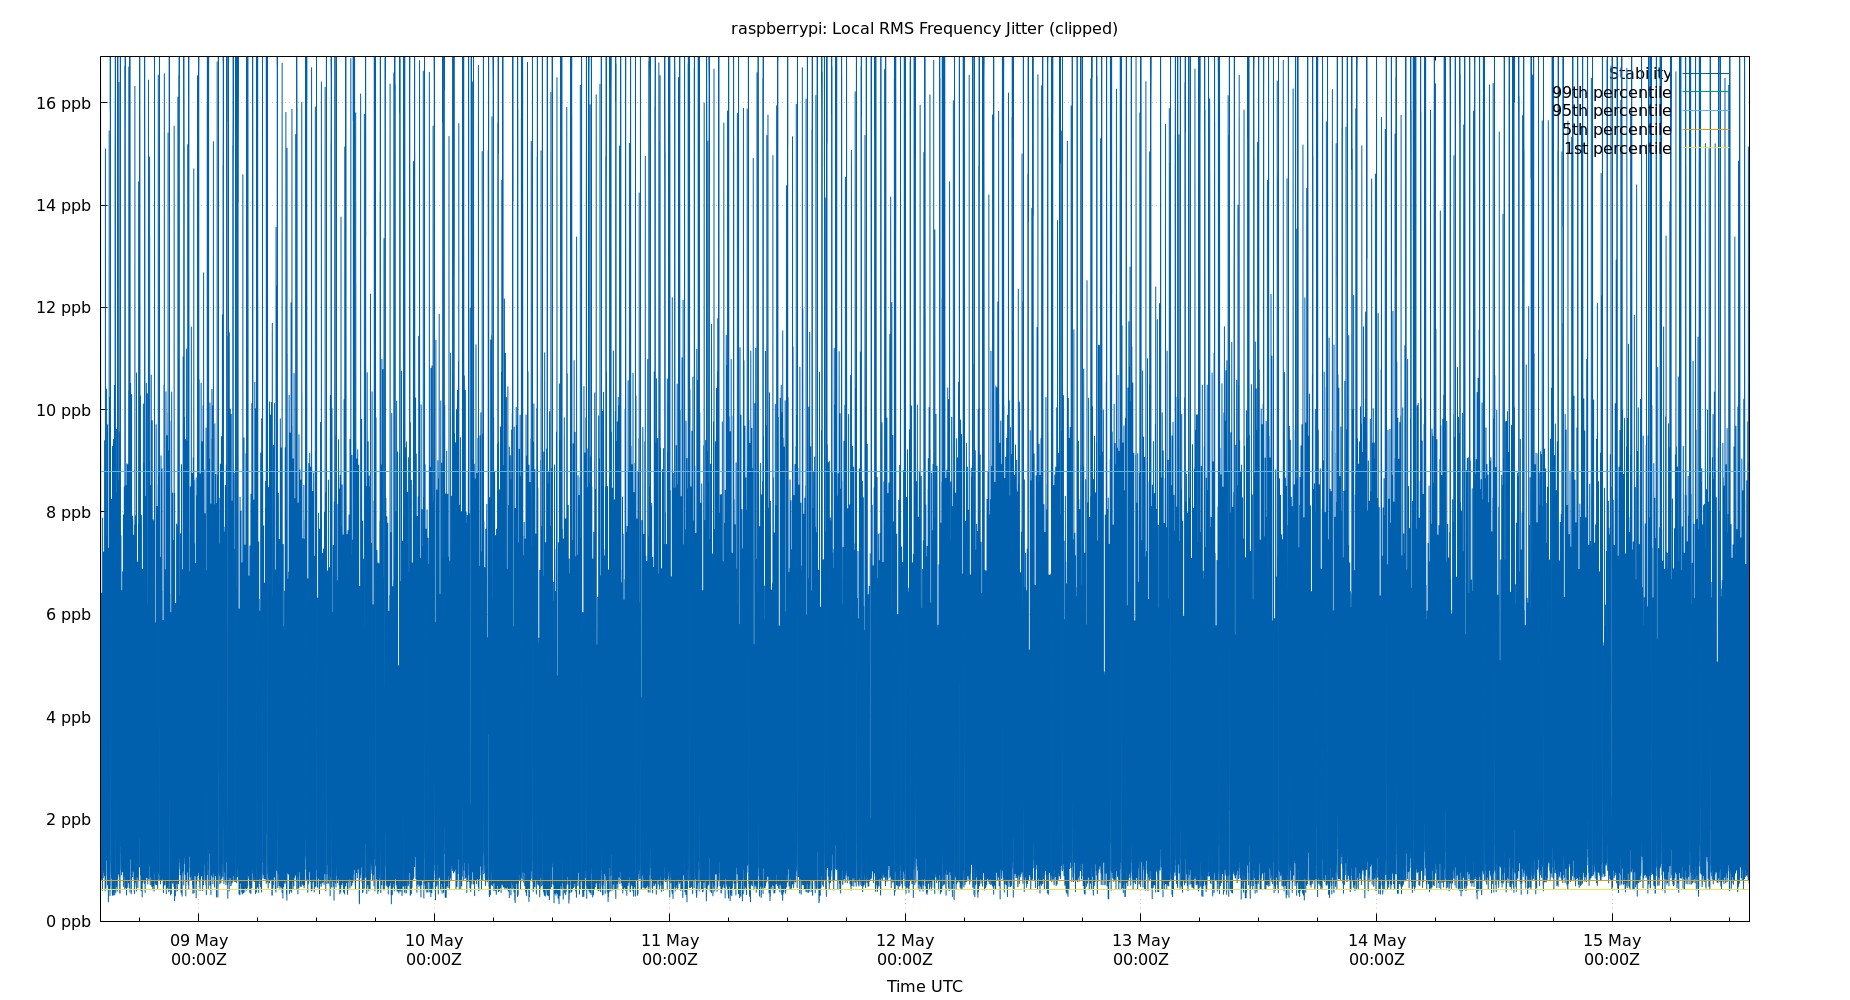 raspberrypi: Local RMS Frequency Jitter (clipped)
Stability
99th percentile
95th percentile
5th percentile
1st percentile
16 ppb
14 ppb
12 ppb
10 ppb
8 ppb
6 ppb
4 ppb
2 ppb
0 ppb
09 May 10 May 11 May 12 May 13 May 14 May 15 May
00:00Z 00:00Z 00:00Z 00:00Z 00:00Z 00:00Z 00:00Z
Time UTC